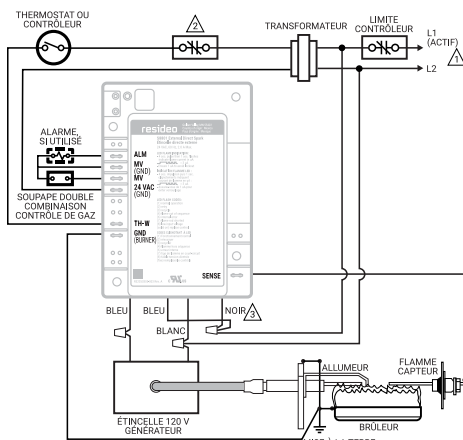 THERMOSTAT OU
CONTRÔLEUR
2
TRANSFORMATEUR
LIMITE
CONTRÔLEUR
L1
(ACTIF)
1
L2
resideo
ALARME,
SI UTILISÉ
ALM
MV
(GND)
MV
24 VAC
(GND)
SOUPAPE DOUBLE
COMBINAISON
CONTRÔLE DE GAZ
TH-W
GND
(BURNER)
SENSE
BLEU
BLEU
NOIR
3
BLANC
ALLUMEUR
FLAMME
CAPTEUR
ÉTINCELLE 120 V
GÉNÉRATEUR
BRÛLEUR